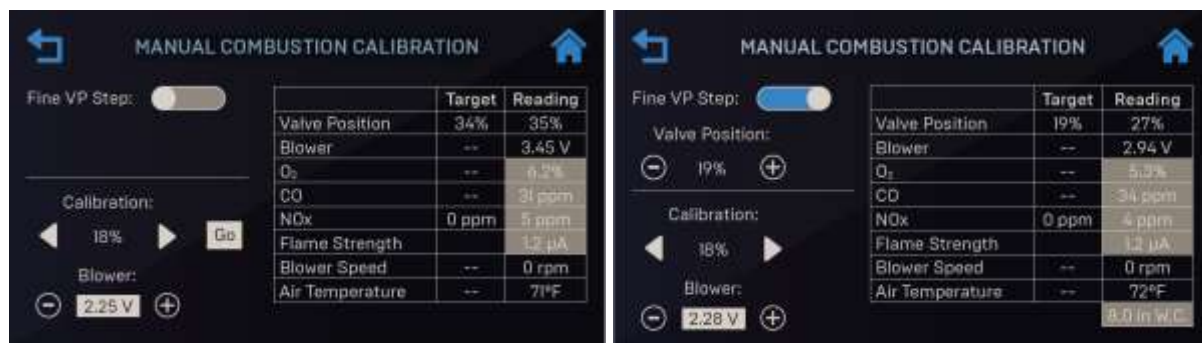 MANUAL COMBUSTION CALIBRATION
Fine VP Step:
Target Reading
Valve Position 34% 35%
Blower -- 3.45 V
O₂ -- 6.2%
CO -- 31 ppm
NOx 0 ppm 5 ppm
Flame Strength 1.2 µA
Blower Speed -- 0 rpm
Air Temperature -- 71°F
Calibration:
18%
Go
Blower:
2.25 V
MANUAL COMBUSTION CALIBRATION
Fine VP Step:
Valve Position:
19%
Target Reading
Valve Position 19% 27%
Blower -- 2.94 V
O₂ -- 5.3%
CO -- 34 ppm
NOx 0 ppm 4 ppm
Flame Strength 1.2 µA
Blower Speed -- 0 rpm
Air Temperature -- 72°F
8.0 in W.C.
Calibration:
18%
Blower:
2.28 V